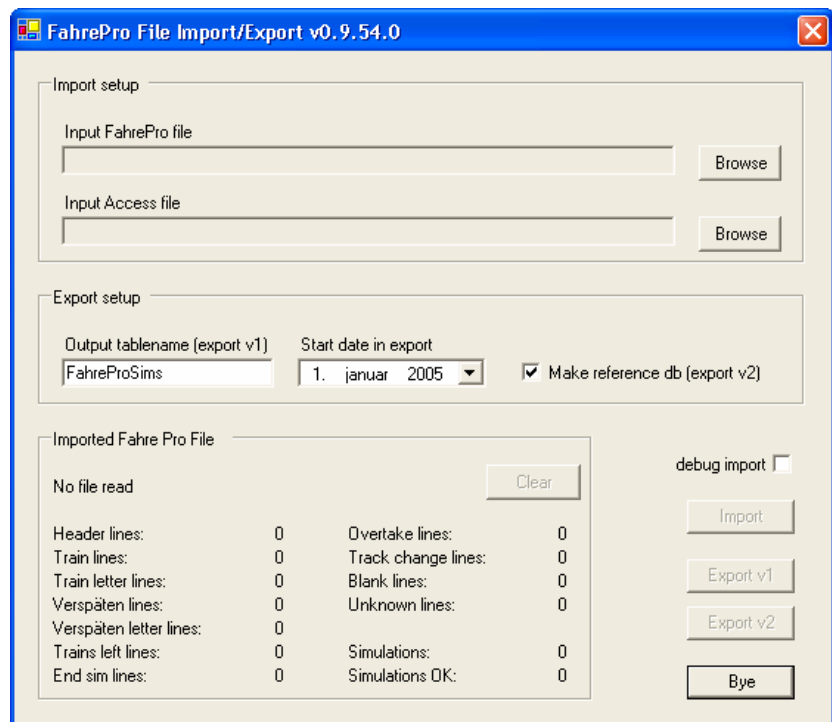 FahrePro File Import/Export v0.9.54.0
Import setup
Input FahrePro file
Browse
Input Access file
Browse
Export setup
Output tablename (export v1) Start date in export
FahreProSims 1. januar 2005 Make reference db (export v2)
Imported Fahre Pro File
debug import
No file read Clear
Import
Header lines: 0 Overtake lines: 0
Train lines: 0 Track change lines: 0
Train letter lines: 0 Blank lines: 0
Export v1
Verspäten lines: 0 Unknown lines: 0
Verspäten letter lines: 0
Export v2
Trains left lines: 0 Simulations: 0
End sim lines: 0 Simulations OK: 0
Bye